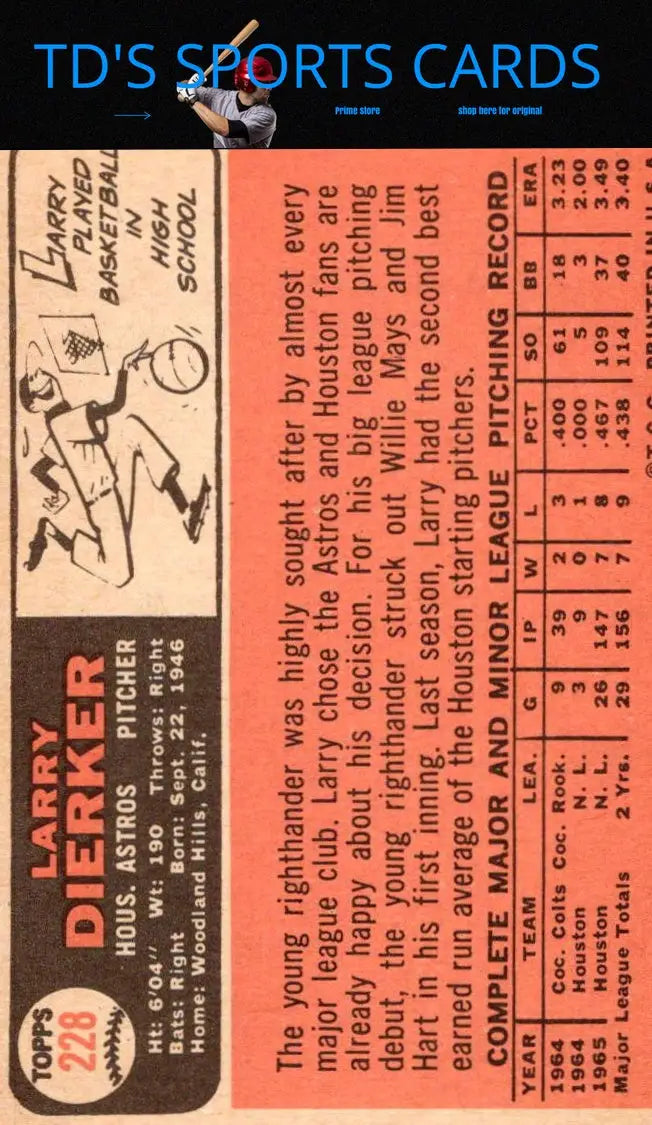 TD'S SPORTS CARDS
Prime store
shop here for original
TOPPS
228
LARRY
DIERKER
HOUS. ASTROS PITCHER
Ht: 6'04" Wt: 190 Throws: Right
Bats: Right Born: Sept. 22, 1946
Home: Woodland Hills, Calif.
LARRY
PLAYED
BASKETBALL
IN
HIGH
SCHOOL
The young righthander was highly sought after by almost every
major league club. Larry chose the Astros and Houston fans are
already happy about his decision. For his big league pitching
debut, the young righthander struck out Willie Mays and Jim
Hart in his first inning. Last season, Larry had the second best
earned run average of the Houston starting pitchers.
COMPLETE MAJOR AND MINOR LEAGUE PITCHING RECORD
YEAR TEAM LEA. G IP W L PCT SO BB ERA
1964 Coc. Colts Coc. Rook. 9 39 2 3 .400 61 18 3.23
1964 Houston N. L. 3 9 0 1 .000 5 3 2.00
1965 Houston N. L. 26 147 7 8 .467 109 37 3.49
Major League Totals 2 Yrs. 29 156 7 9 .438 114 40 3.40